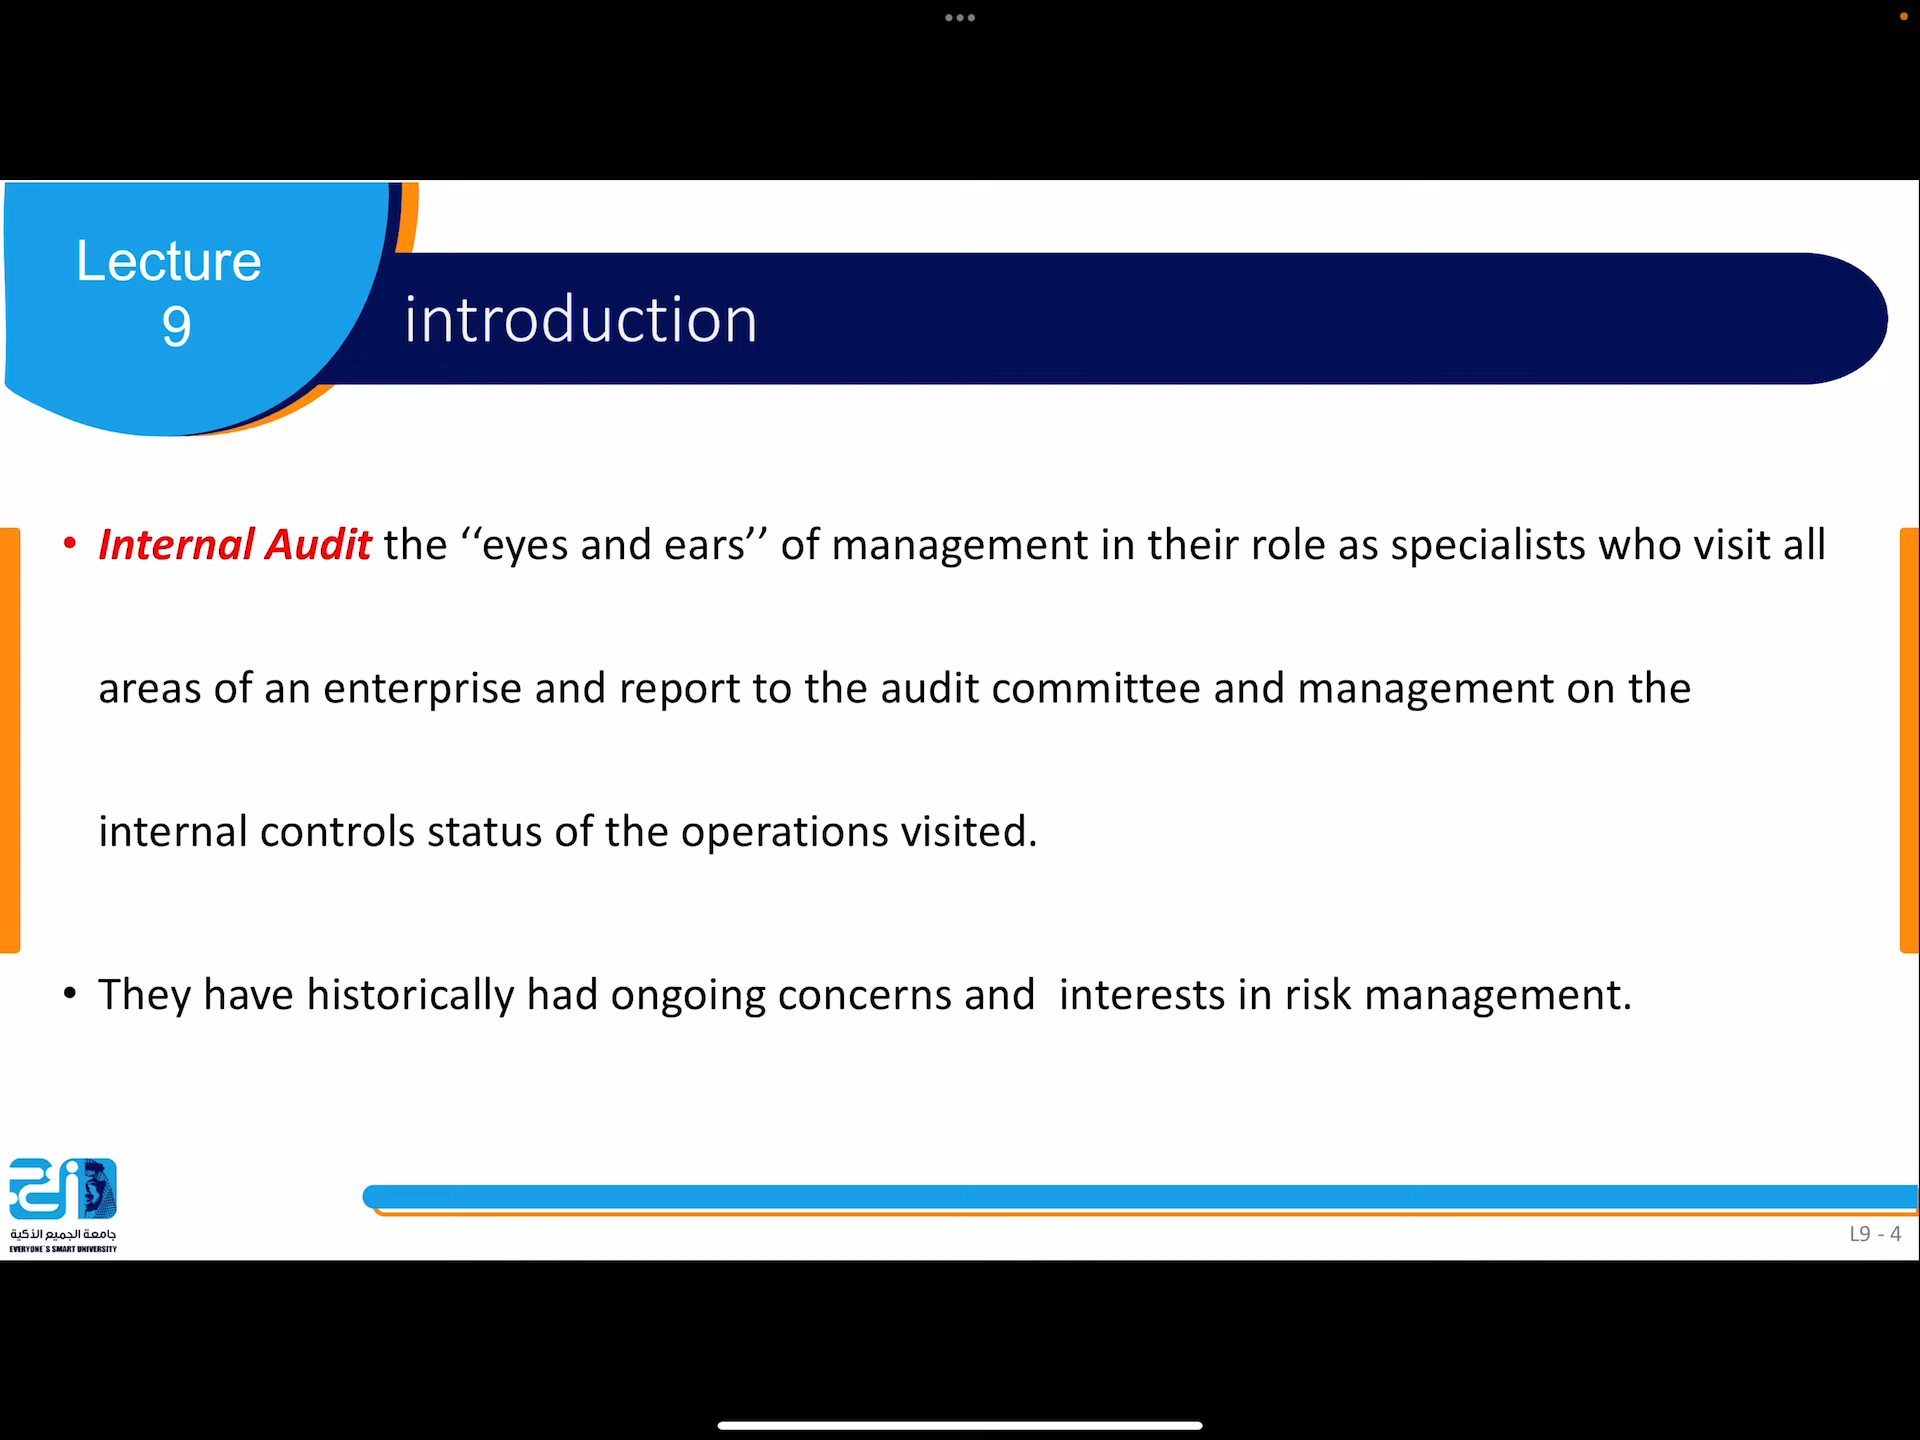 Lecture
9
introduction
• Internal Audit the ‘‘eyes and ears’’ of management in their role as specialists who visit all
areas of an enterprise and report to the audit committee and management on the
internal controls status of the operations visited.
• They have historically had ongoing concerns and  interests in risk management.
جامعة الجميع الذكية
EVERYONE`S SMART UNIVERSITY
L9 - 4